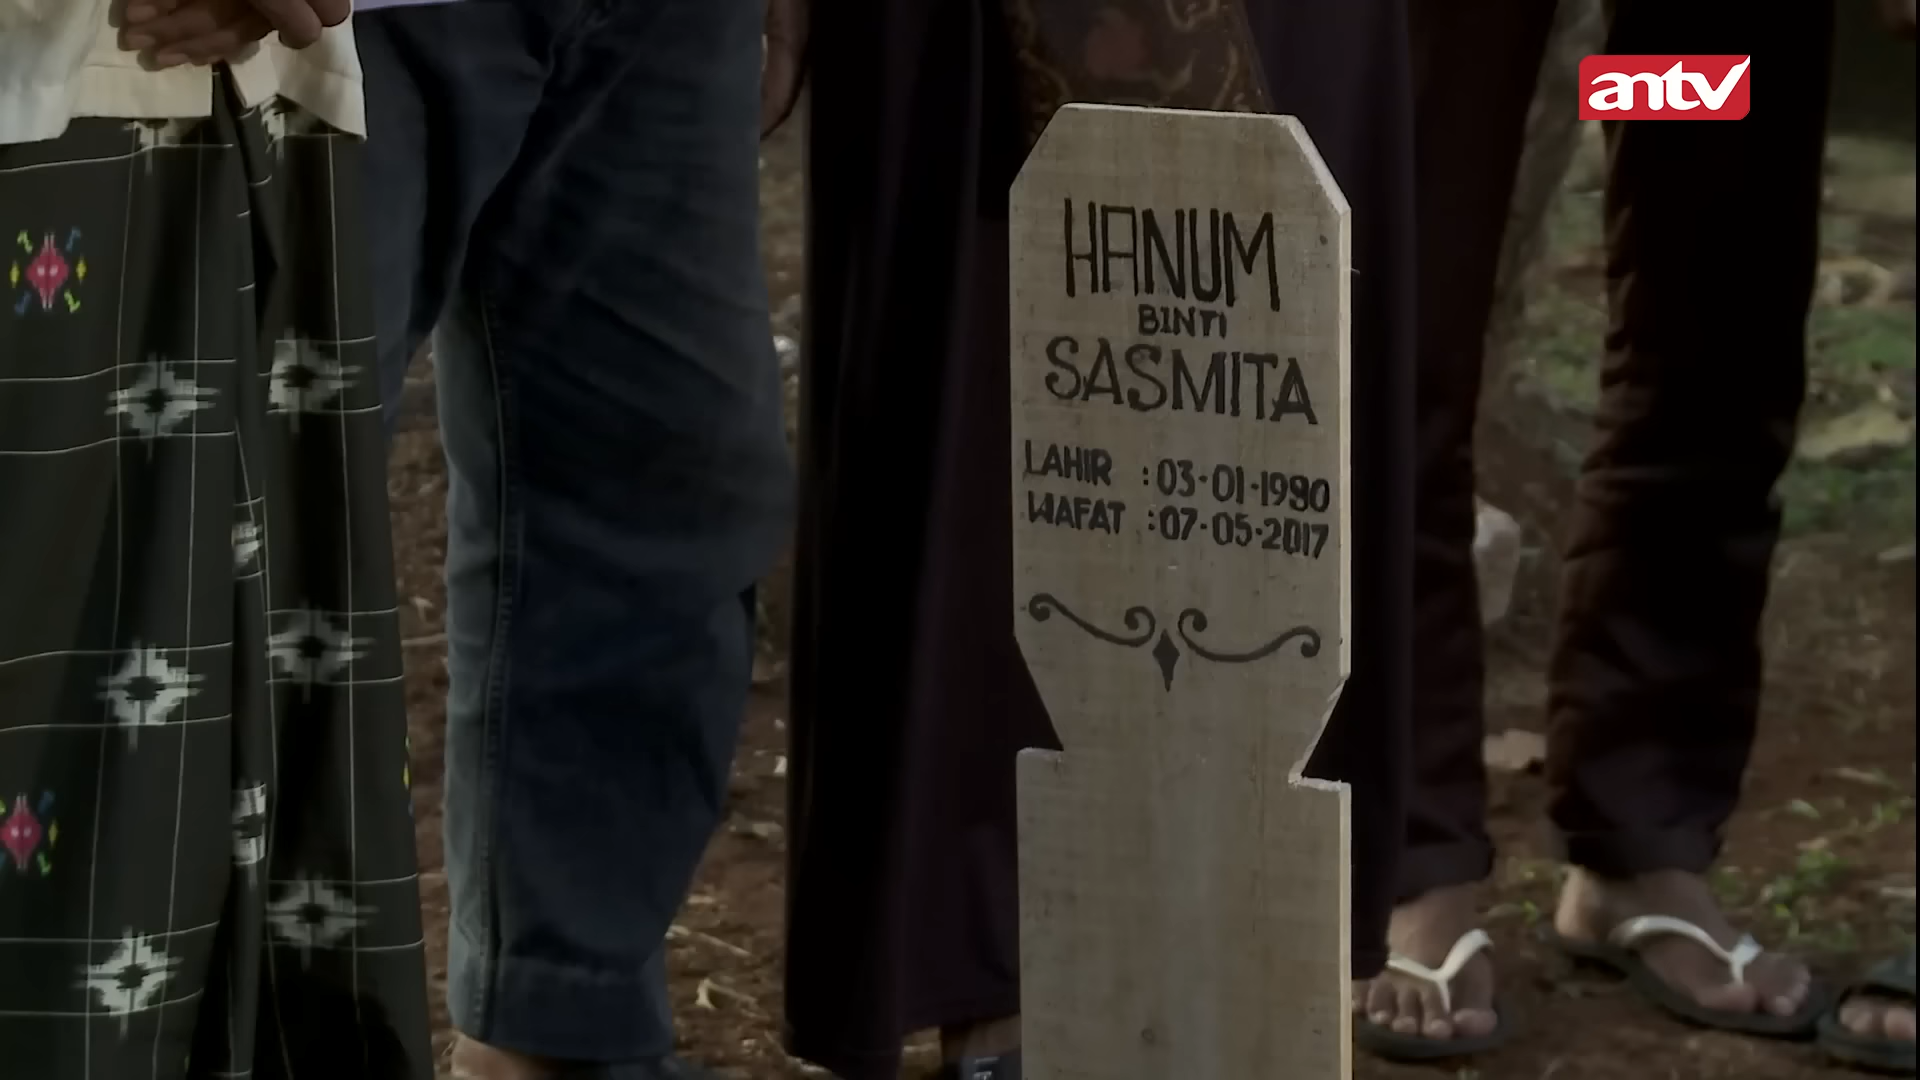 antv
HANUM
BINTI
SASMITA
LAHIR : 03-01-1990
WAFAT : 07-05-2017